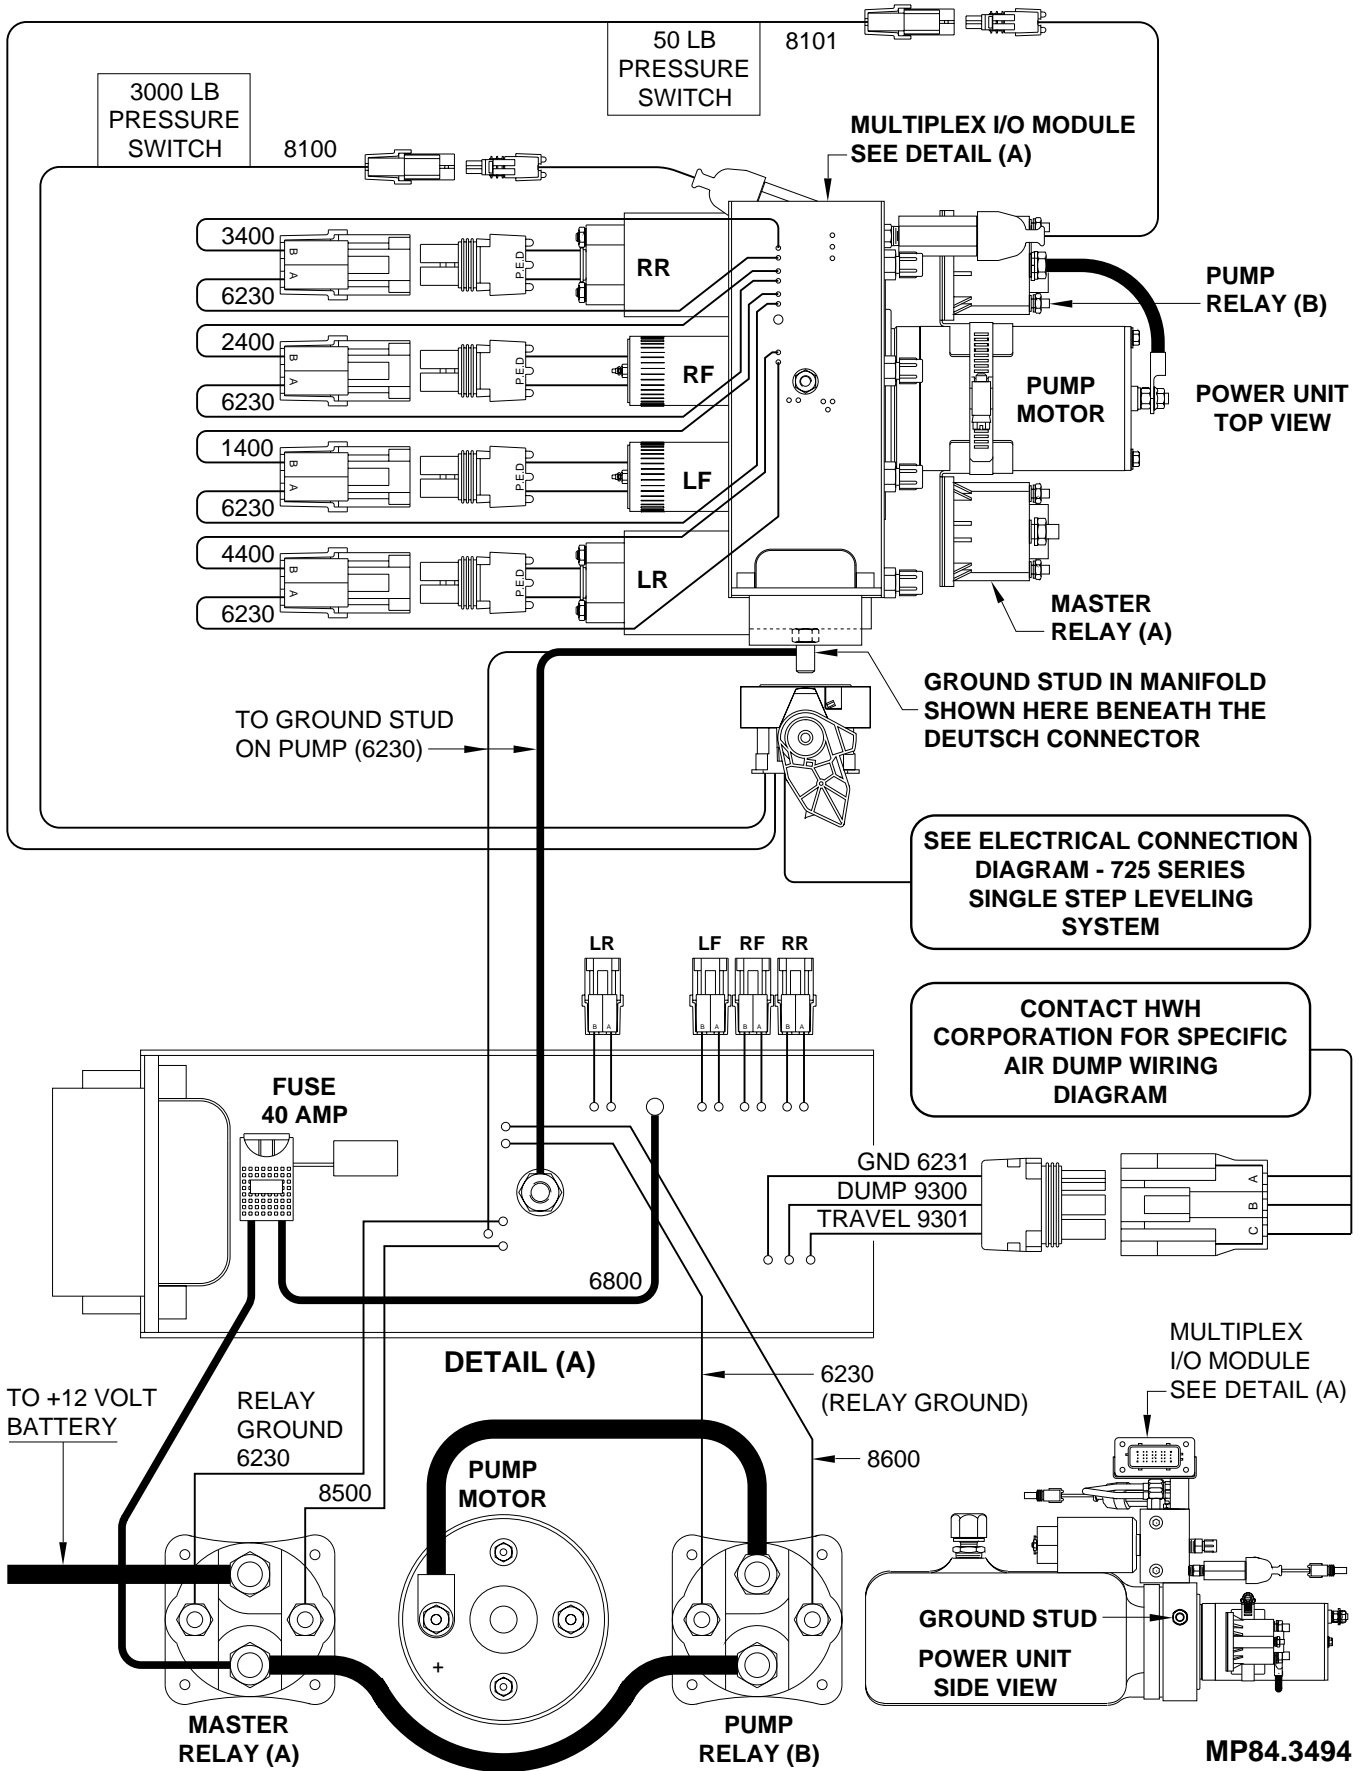 50 LB
PRESSURE
SWITCH
8101
3000 LB
PRESSURE
SWITCH
8100
MULTIPLEX I/O MODULE
SEE DETAIL (A)
3400
B
A
6230
P.E.D.
RR
PUMP
RELAY (B)
2400
B
A
6230
P.E.D.
RF
PUMP
MOTOR
POWER UNIT
TOP VIEW
1400
B
A
6230
P.E.D.
LF
4400
B
A
6230
P.E.D.
LR
MASTER
RELAY (A)
GROUND STUD IN MANIFOLD
SHOWN HERE BENEATH THE
DEUTSCH CONNECTOR
TO GROUND STUD
ON PUMP (6230)
SEE ELECTRICAL CONNECTION
DIAGRAM - 725 SERIES
SINGLE STEP LEVELING
SYSTEM
LR
LF
RF
RR
B A
B A
B A
B A
CONTACT HWH
CORPORATION FOR SPECIFIC
AIR DUMP WIRING
DIAGRAM
FUSE
40 AMP
GND 6231
DUMP 9300
TRAVEL 9301
A
B
C
6800
DETAIL (A)
MULTIPLEX
I/O MODULE
SEE DETAIL (A)
TO +12 VOLT
BATTERY
RELAY
GROUND
6230
8500
6230
(RELAY GROUND)
8600
PUMP
MOTOR
+
GROUND STUD
POWER UNIT
SIDE VIEW
MASTER
RELAY (A)
PUMP
RELAY (B)
MP84.3494